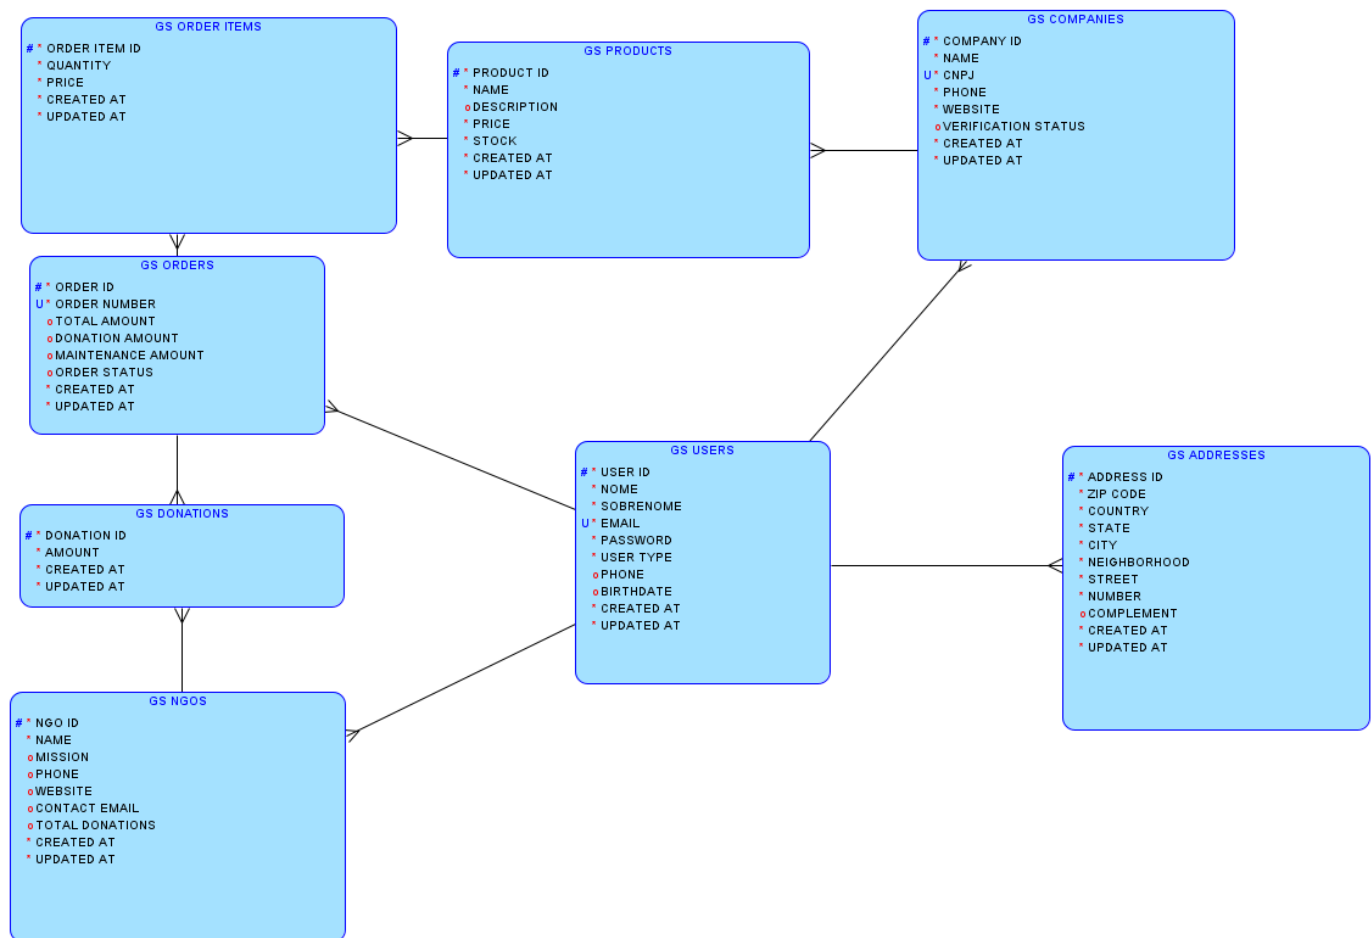 GS ORDER ITEMS
# * ORDER ITEM ID
* QUANTITY
* PRICE
* CREATED AT
* UPDATED AT
GS PRODUCTS
# * PRODUCT ID
* NAME
o DESCRIPTION
* PRICE
* STOCK
* CREATED AT
* UPDATED AT
GS COMPANIES
# * COMPANY ID
* NAME
U * CNPJ
* PHONE
* WEBSITE
o VERIFICATION STATUS
* CREATED AT
* UPDATED AT
GS ORDERS
# * ORDER ID
U * ORDER NUMBER
o TOTAL AMOUNT
o DONATION AMOUNT
o MAINTENANCE AMOUNT
o ORDER STATUS
* CREATED AT
* UPDATED AT
GS USERS
# * USER ID
* NOME
* SOBRENOME
U * EMAIL
* PASSWORD
* USER TYPE
o PHONE
o BIRTHDATE
* CREATED AT
* UPDATED AT
GS ADDRESSES
# * ADDRESS ID
* ZIP CODE
* COUNTRY
* STATE
* CITY
* NEIGHBORHOOD
* STREET
* NUMBER
o COMPLEMENT
* CREATED AT
* UPDATED AT
GS DONATIONS
# * DONATION ID
* AMOUNT
* CREATED AT
* UPDATED AT
GS NGOS
# * NGO ID
* NAME
o MISSION
o PHONE
o WEBSITE
o CONTACT EMAIL
o TOTAL DONATIONS
* CREATED AT
* UPDATED AT